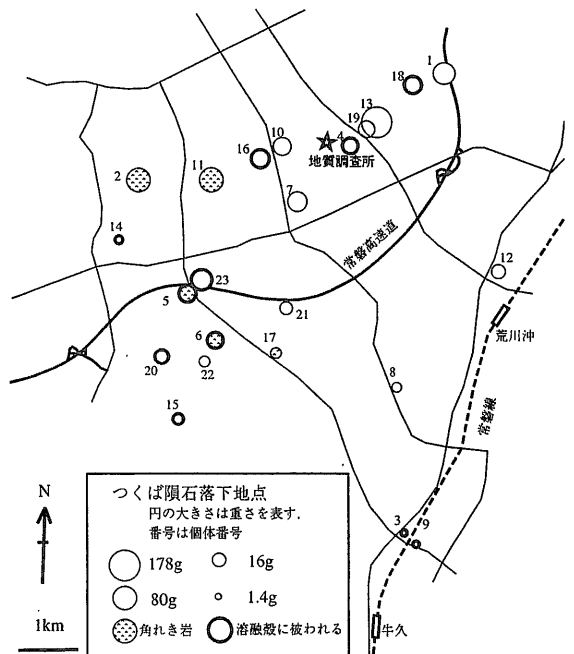 1
18
13
19
10
4
16
地質調査所
11
2
7
14
常磐高速道
12
23
5
21
荒川沖
6
17
20
22
8
常磐線
15
N
つくば隕石落下地点
円の大きさは重さを表す.
番号は個体番号
178g 16g
80g 1.4g
角れき岩 溶融殻に被われる
3 9
1km
牛久